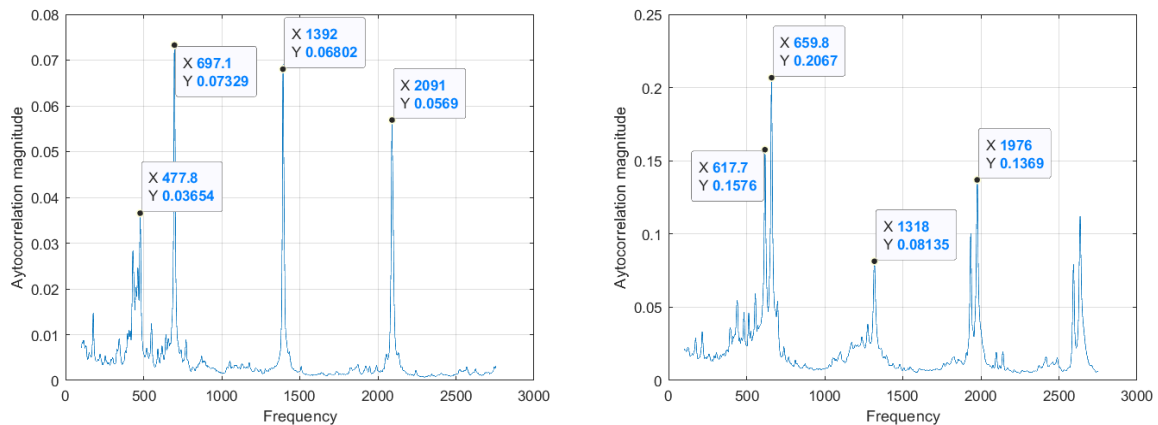 0.08
0.07
0.06
0.05
0.04
0.03
0.02
0.01
0
Aytocorrelation magnitude
X 477.8
Y 0.03654
X 697.1
Y 0.07329
X 1392
Y 0.06802
X 2091
Y 0.0569
0 500 1000 1500 2000 2500 3000
Frequency
0.25
0.2
0.15
0.1
0.05
0
Aytocorrelation magnitude
X 617.7
Y 0.1576
X 659.8
Y 0.2067
X 1318
Y 0.08135
X 1976
Y 0.1369
0 500 1000 1500 2000 2500 3000
Frequency